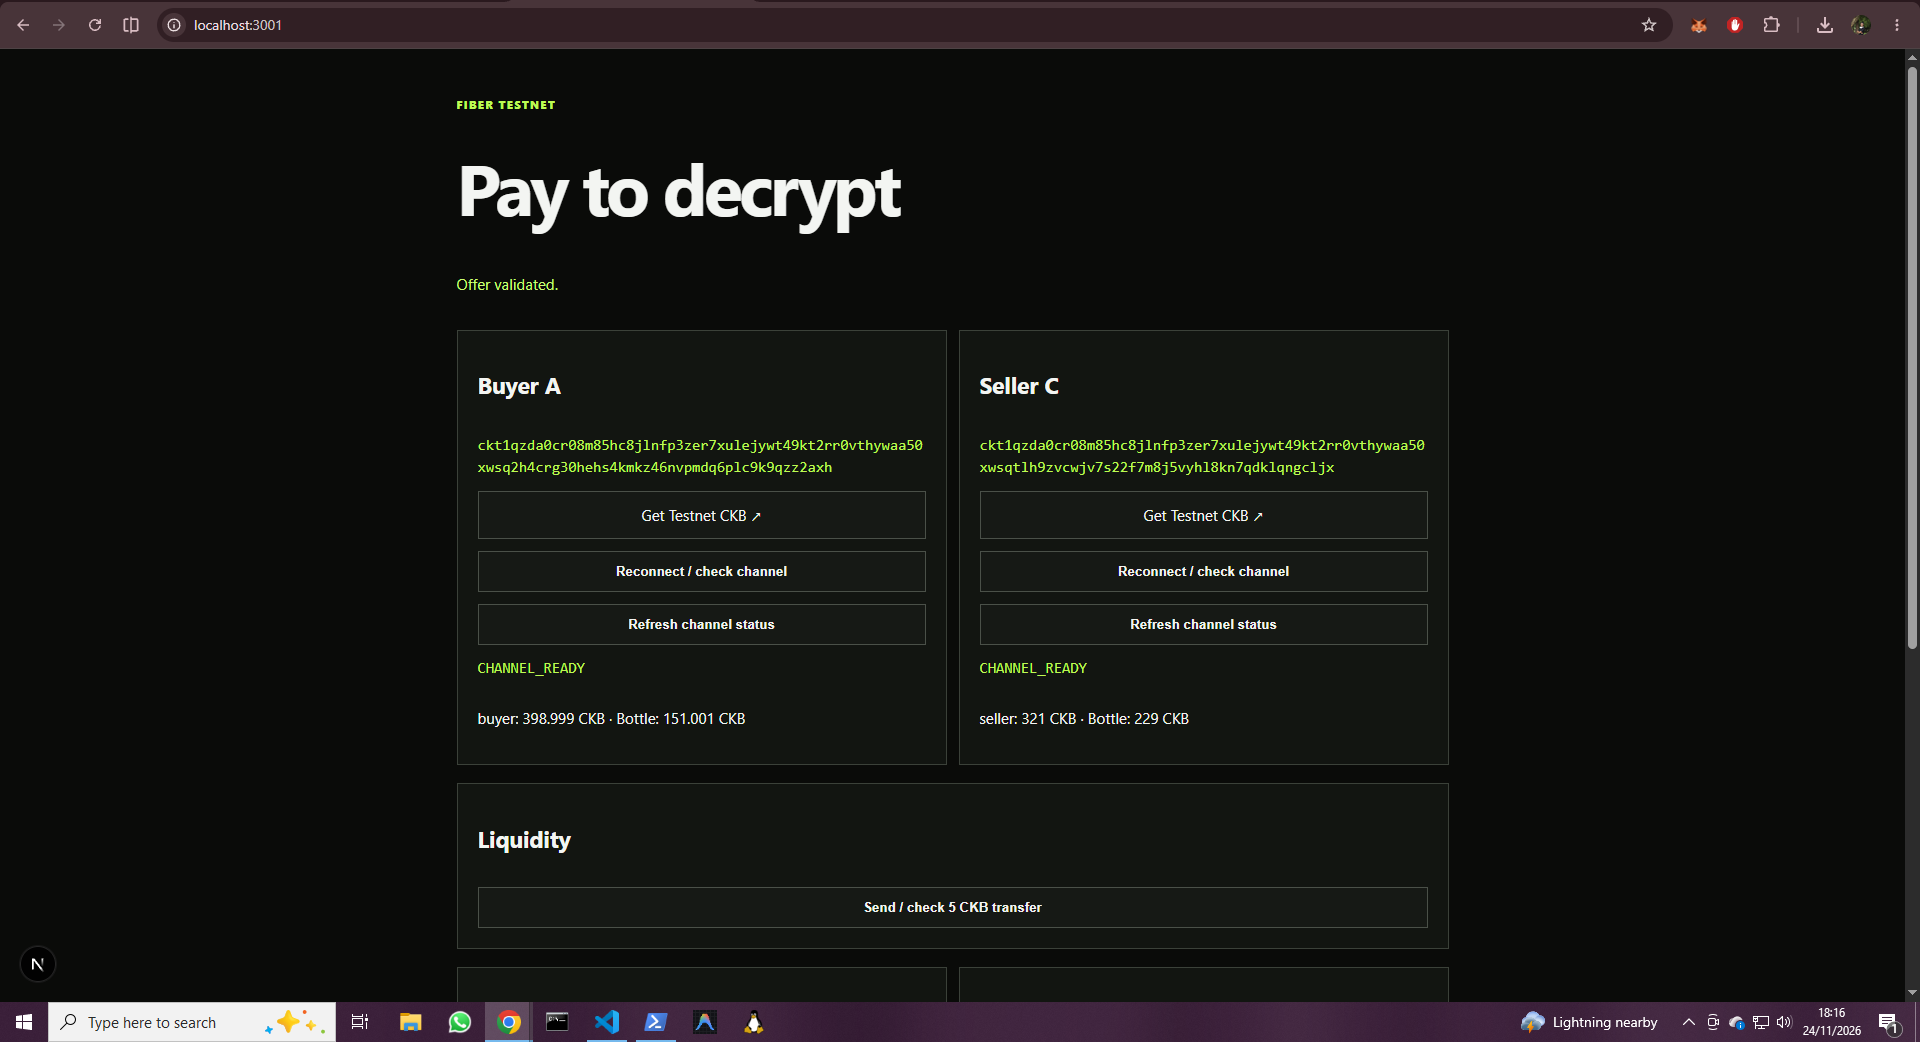 localhost:3001
FIBER TESTNET
Pay to decrypt
Offer validated.
Buyer A
ckt1qzda0cr08m85hc8jlnfp3zer7xulejywt49kt2rr0vthywaa50
xwsq2h4crg30hehs4kmkz46nvpmdq6plc9k9qzz2axh
Get Testnet CKB ↗
Reconnect / check channel
Refresh channel status
CHANNEL_READY
buyer: 398.999 CKB · Bottle: 151.001 CKB
Seller C
ckt1qzda0cr08m85hc8jlnfp3zer7xulejywt49kt2rr0vthywaa50
xwsqtlh9zvcwjv7s22f7m8j5vyhl8kn7qdklqngcljx
Get Testnet CKB ↗
Reconnect / check channel
Refresh channel status
CHANNEL_READY
seller: 321 CKB · Bottle: 229 CKB
Liquidity
Send / check 5 CKB transfer
N
Type here to search
Lightning nearby
18:16
24/11/2026
1